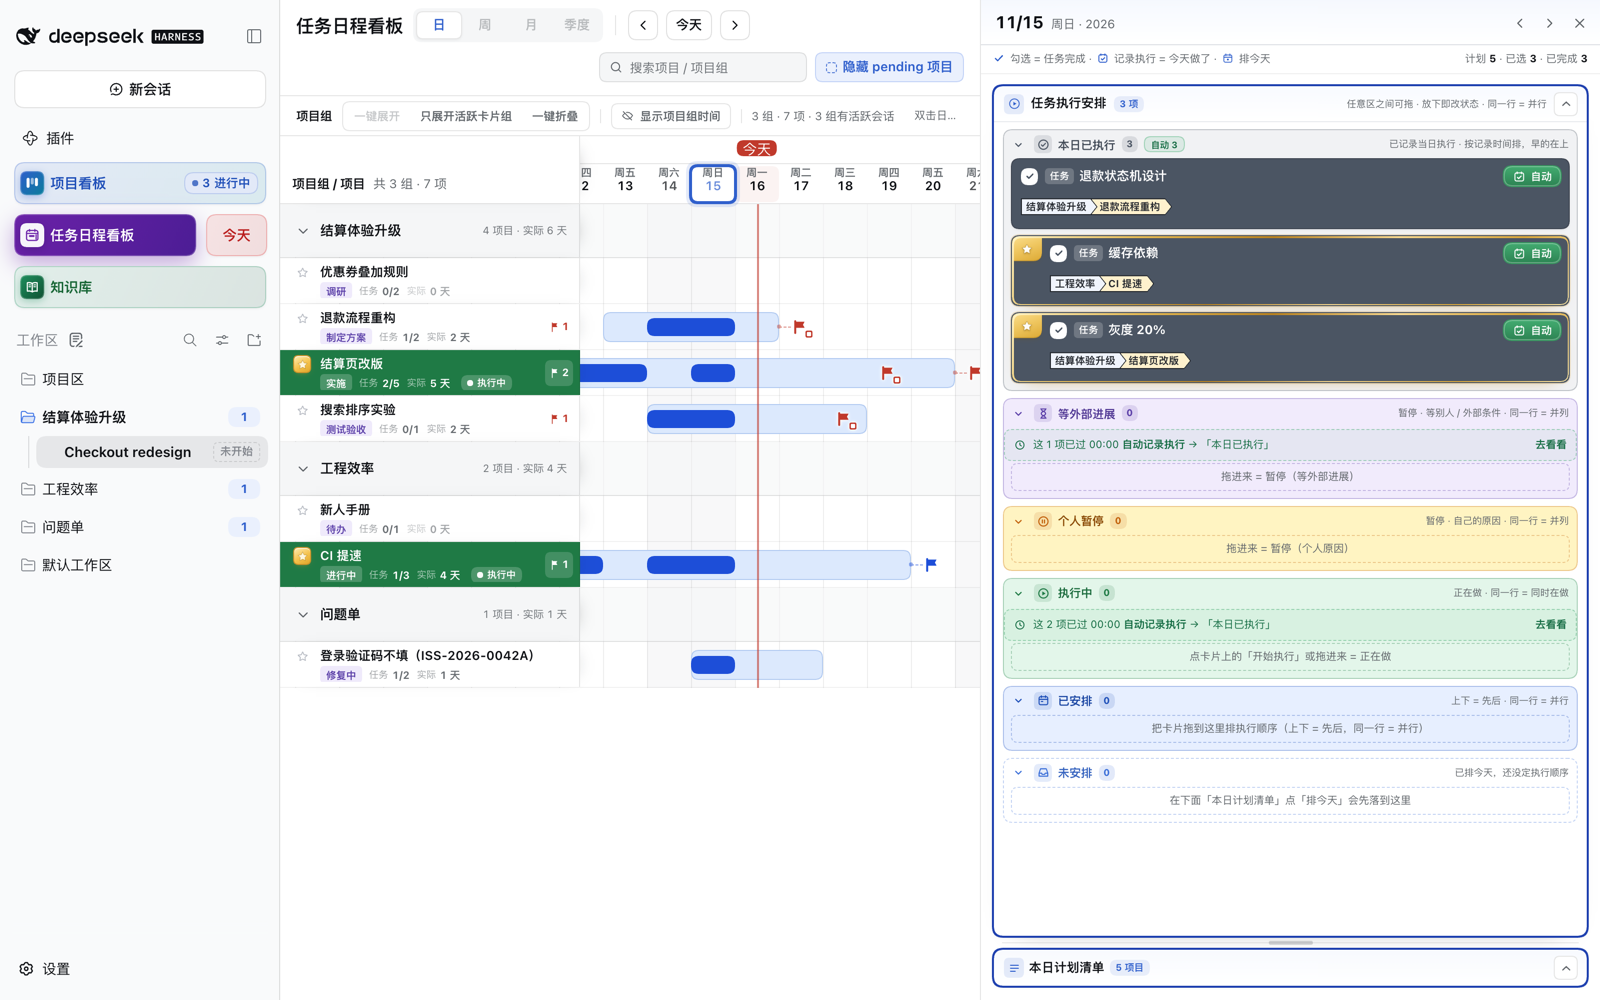 deepseek HARNESS
新会话
插件
项目看板
3 进行中
任务日程看板
今天
知识库
工作区
项目区
结算体验升级
1
Checkout redesign
未开始
工程效率
1
问题单
1
默认工作区
设置
任务日程看板
日
周
月
季度
今天
搜索项目 / 项目组
隐藏 pending 项目
项目组
一键展开
只展开活跃卡片组
一键折叠
显示项目组时间
3 组 · 7 项 · 3 组有活跃会话
双击日...
今天
项目组 / 项目 共 3 组 · 7 项
四 2
周五 13
周六 14
周日 15
周一 16
周二 17
周三 18
周四 19
周五 20
结算体验升级
4 项目 · 实际 6 天
优惠券叠加规则
调研 任务 0/2 实际 0 天
退款流程重构
制定方案 任务 1/2 实际 2 天
1
结算页改版
实施 任务 2/5 实际 5 天 执行中
2
搜索排序实验
测试验收 任务 0/1 实际 2 天
1
工程效率
2 项目 · 实际 4 天
新人手册
待办 任务 0/1 实际 0 天
CI 提速
进行中 任务 1/3 实际 4 天 执行中
1
问题单
1 项目 · 实际 1 天
登录验证码不填（ISS-2026-0042A）
修复中 任务 1/2 实际 1 天
11/15 周日 · 2026
勾选 = 任务完成 · 记录执行 = 今天做了 · 排今天
计划 5 · 已选 3 · 已完成 3
任务执行安排 3 项
任意区之间可拖 · 放下即改状态 · 同一行 = 并行
本日已执行 3 自动 3
已记录当日执行 · 按记录时间排，早的在上
任务 退款状态机设计
自动
结算体验升级 退款流程重构
任务 缓存依赖
自动
工程效率 CI 提速
任务 灰度 20%
自动
结算体验升级 结算页改版
等外部进展 0
暂停 · 等别人 / 外部条件 · 同一行 = 并列
这 1 项已过 00:00 自动记录执行 → 「本日已执行」
去看看
拖进来 = 暂停（等外部进展）
个人暂停 0
暂停 · 自己的原因 · 同一行 = 并列
拖进来 = 暂停（个人原因）
执行中 0
正在做 · 同一行 = 同时在做
这 2 项已过 00:00 自动记录执行 → 「本日已执行」
去看看
点卡片上的「开始执行」或拖进来 = 正在做
已安排 0
上下 = 先后 · 同一行 = 并行
把卡片拖到这里排执行顺序（上下 = 先后，同一行 = 并行）
未安排 0
已排今天，还没定执行顺序
在下面「本日计划清单」点「排今天」会先落到这里
本日计划清单 5 项目